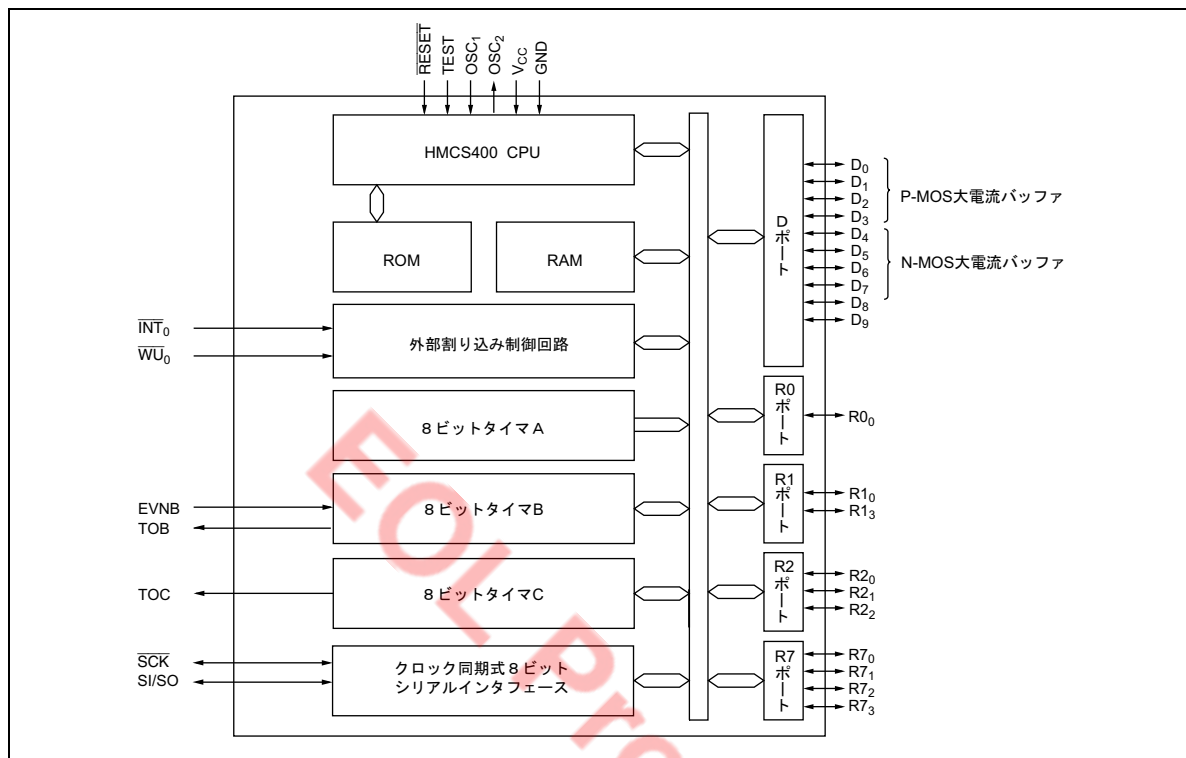 RESET
TEST
OSC1
OSC2
VCC
GND
HMCS400 CPU
ROM
RAM
外部割り込み制御回路
8ビットタイマA
8ビットタイマB
8ビットタイマC
クロック同期式8ビット
シリアルインタフェース
INT0
WU0
EVNB
TOB
TOC
SCK
SI/SO
Dポート
D0
D1
D2
D3
D4
D5
D6
D7
D8
D9
P-MOS大電流バッファ
N-MOS大電流バッファ
R0ポート
R00
R1ポート
R10
R13
R2ポート
R20
R21
R22
R7ポート
R70
R71
R72
R73
EOL Pro